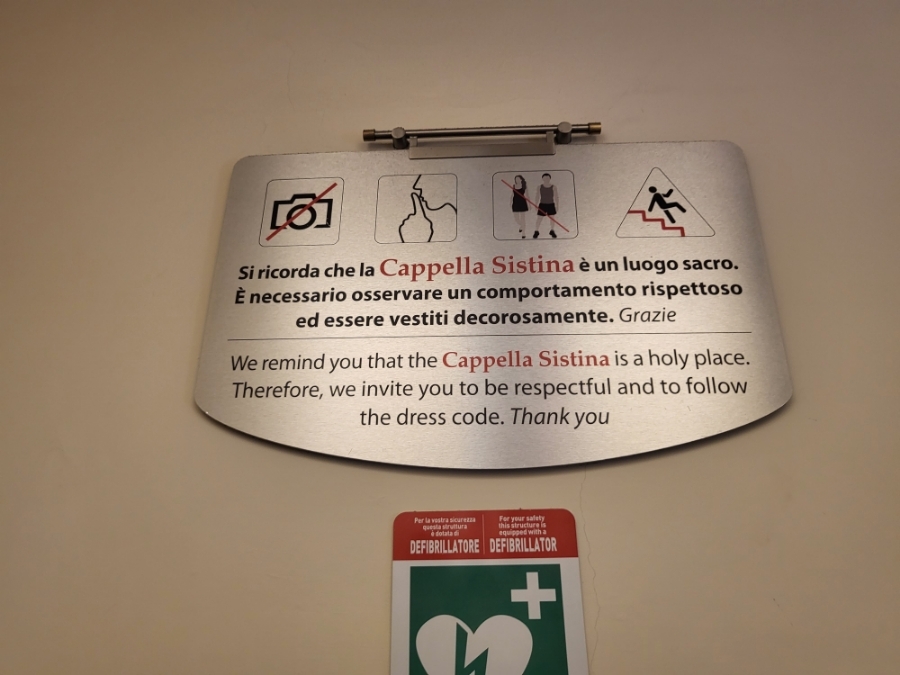 Si ricorda che la Cappella Sistina è un luogo sacro.
È necessario osservare un comportamento rispettoso
ed essere vestiti decorosamente. Grazie
We remind you that the Cappella Sistina is a holy place.
Therefore, we invite you to be respectful and to follow
the dress code. Thank you
Per la vostra sicurezza
questa struttura
è dotata di
DEFIBRILLATORE
For your safety
this structure is
equipped with a
DEFIBRILLATOR